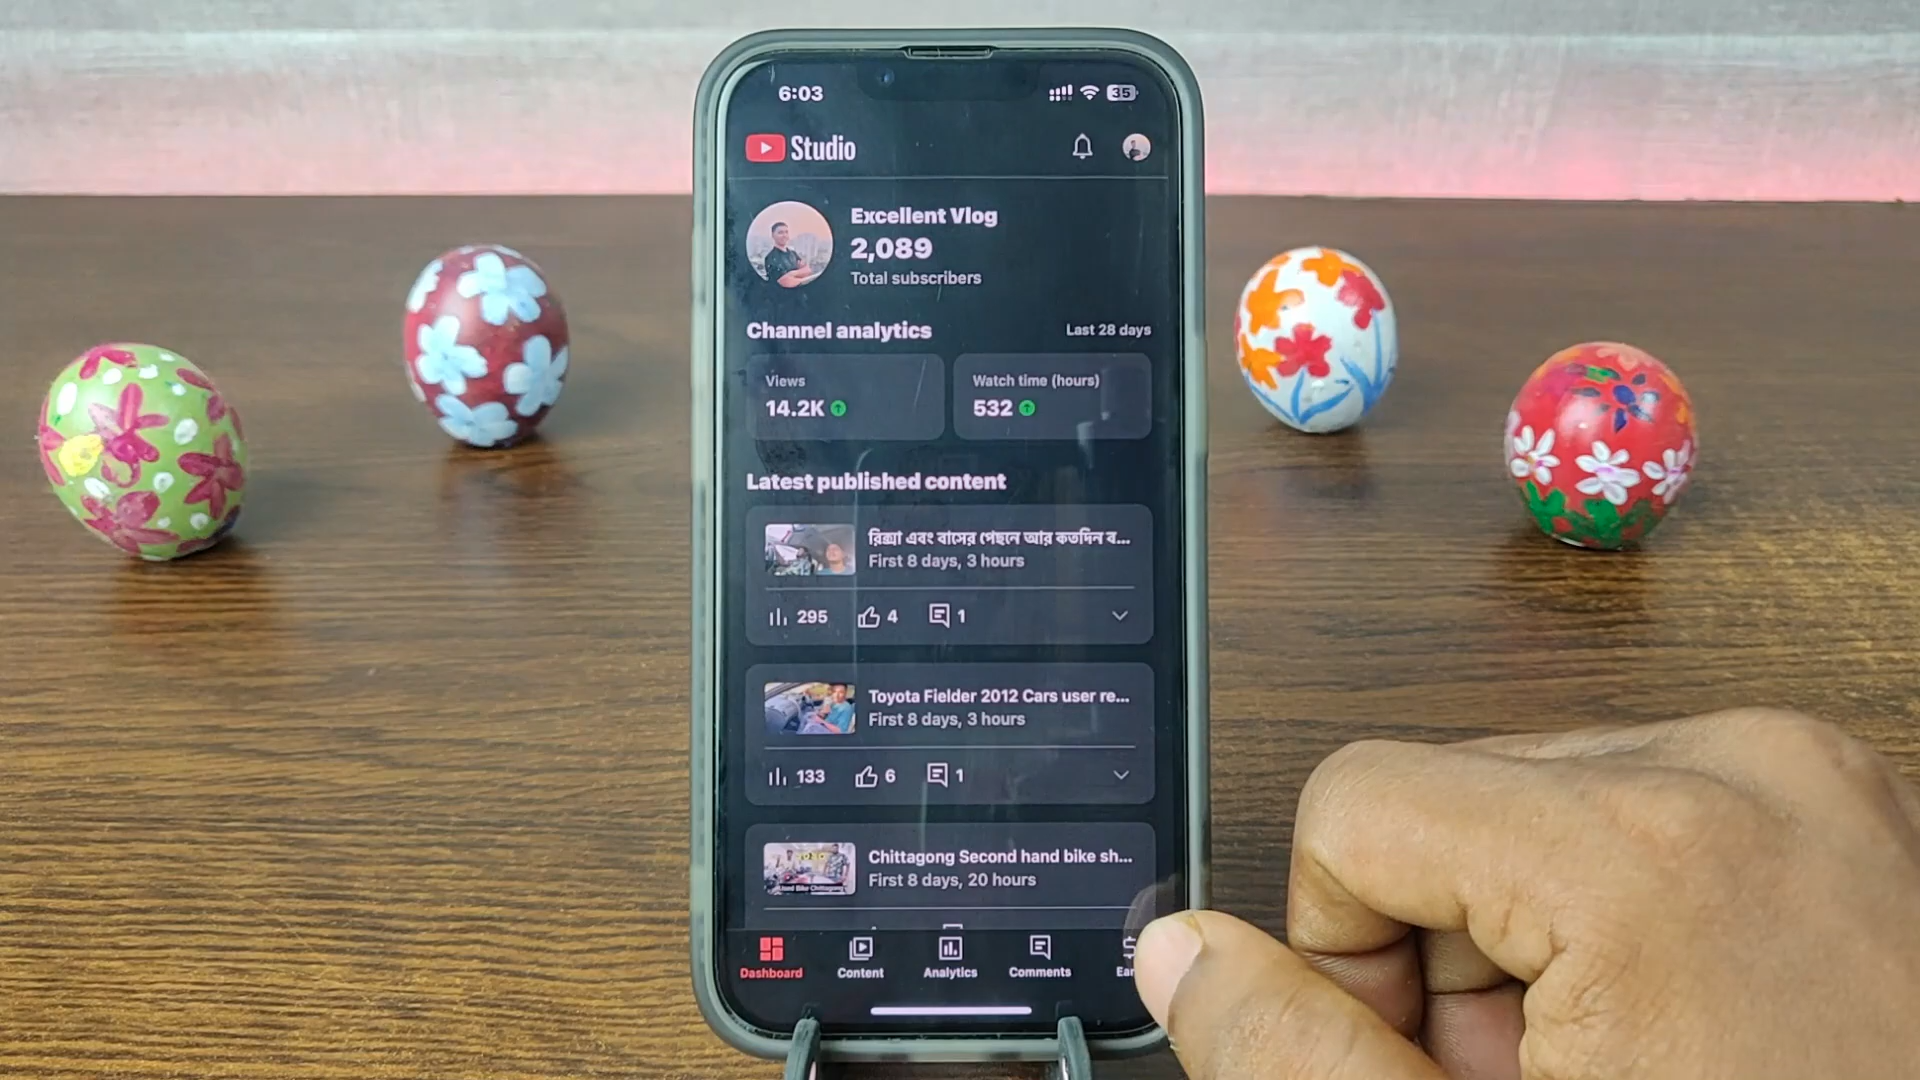 6:03
35
Studio
Excellent Vlog
2,089
Total subscribers
Channel analytics
Last 28 days
Views
Watch time (hours)
14.2K
532
Latest published content
রিক্সা এবং বাসের পেছনে আর কতদিন ব...
First 8 days, 3 hours
295 4 1
Toyota Fielder 2012 Cars user re...
First 8 days, 3 hours
133 6 1
Chittagong Second hand bike sh...
First 8 days, 20 hours
Used Bike Chittagong
Dashboard Content Analytics Comments